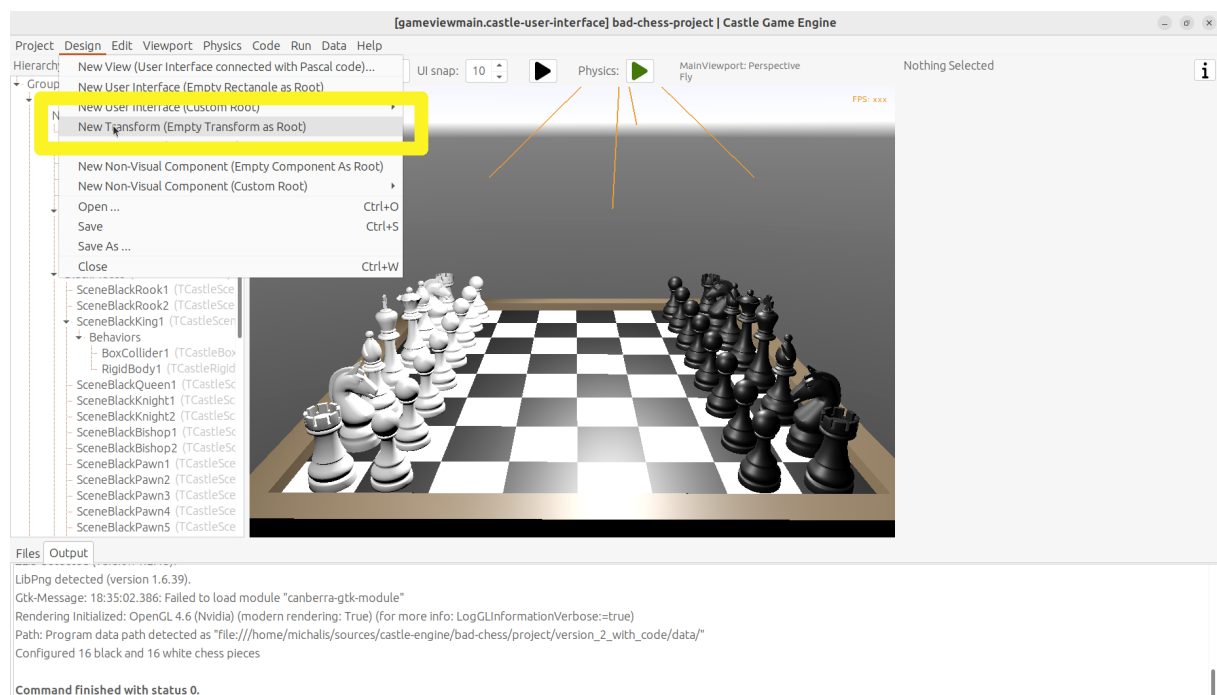 [gameviewmain.castle-user-interface] bad-chess-project | Castle Game Engine
Project Design Edit Viewport Physics Code Run Data Help
Hierarch
New View (User Interface connected with Pascal code)...
UI snap: 10
Physics:
MainViewport: Perspective
Fly
Nothing Selected
i
Group
New User Interface (Empty Rectangle as Root)
New User Interface (Custom Root)
FPS: xxx
N
New Transform (Empty Transform as Root)
New Non-Visual Component (Empty Component As Root)
New Non-Visual Component (Custom Root)
Open ... Ctrl+O
Save Ctrl+S
Save As ...
Close Ctrl+W
SceneBlackRook1 (TCastleSce
SceneBlackRook2 (TCastleSce
SceneBlackKing1 (TCastleScen
Behaviors
BoxCollider1 (TCastleBox
RigidBody1 (TCastleRigid
SceneBlackQueen1 (TCastleSc
SceneBlackKnight1 (TCastleSc
SceneBlackKnight2 (TCastleSc
SceneBlackBishop1 (TCastleSc
SceneBlackBishop2 (TCastleSc
SceneBlackPawn1 (TCastleSce
SceneBlackPawn2 (TCastleSce
SceneBlackPawn3 (TCastleSce
SceneBlackPawn4 (TCastleSce
SceneBlackPawn5 (TCastleSce
Files Output
LibPng detected (version 1.6.39).
Gtk-Message: 18:35:02.386: Failed to load module "canberra-gtk-module"
Rendering Initialized: OpenGL 4.6 (Nvidia) (modern rendering: True) (for more info: LogGLInformationVerbose:=true)
Path: Program data path detected as "file:///home/michalis/sources/castle-engine/bad-chess/project/version_2_with_code/data/"
Configured 16 black and 16 white chess pieces
Command finished with status 0.